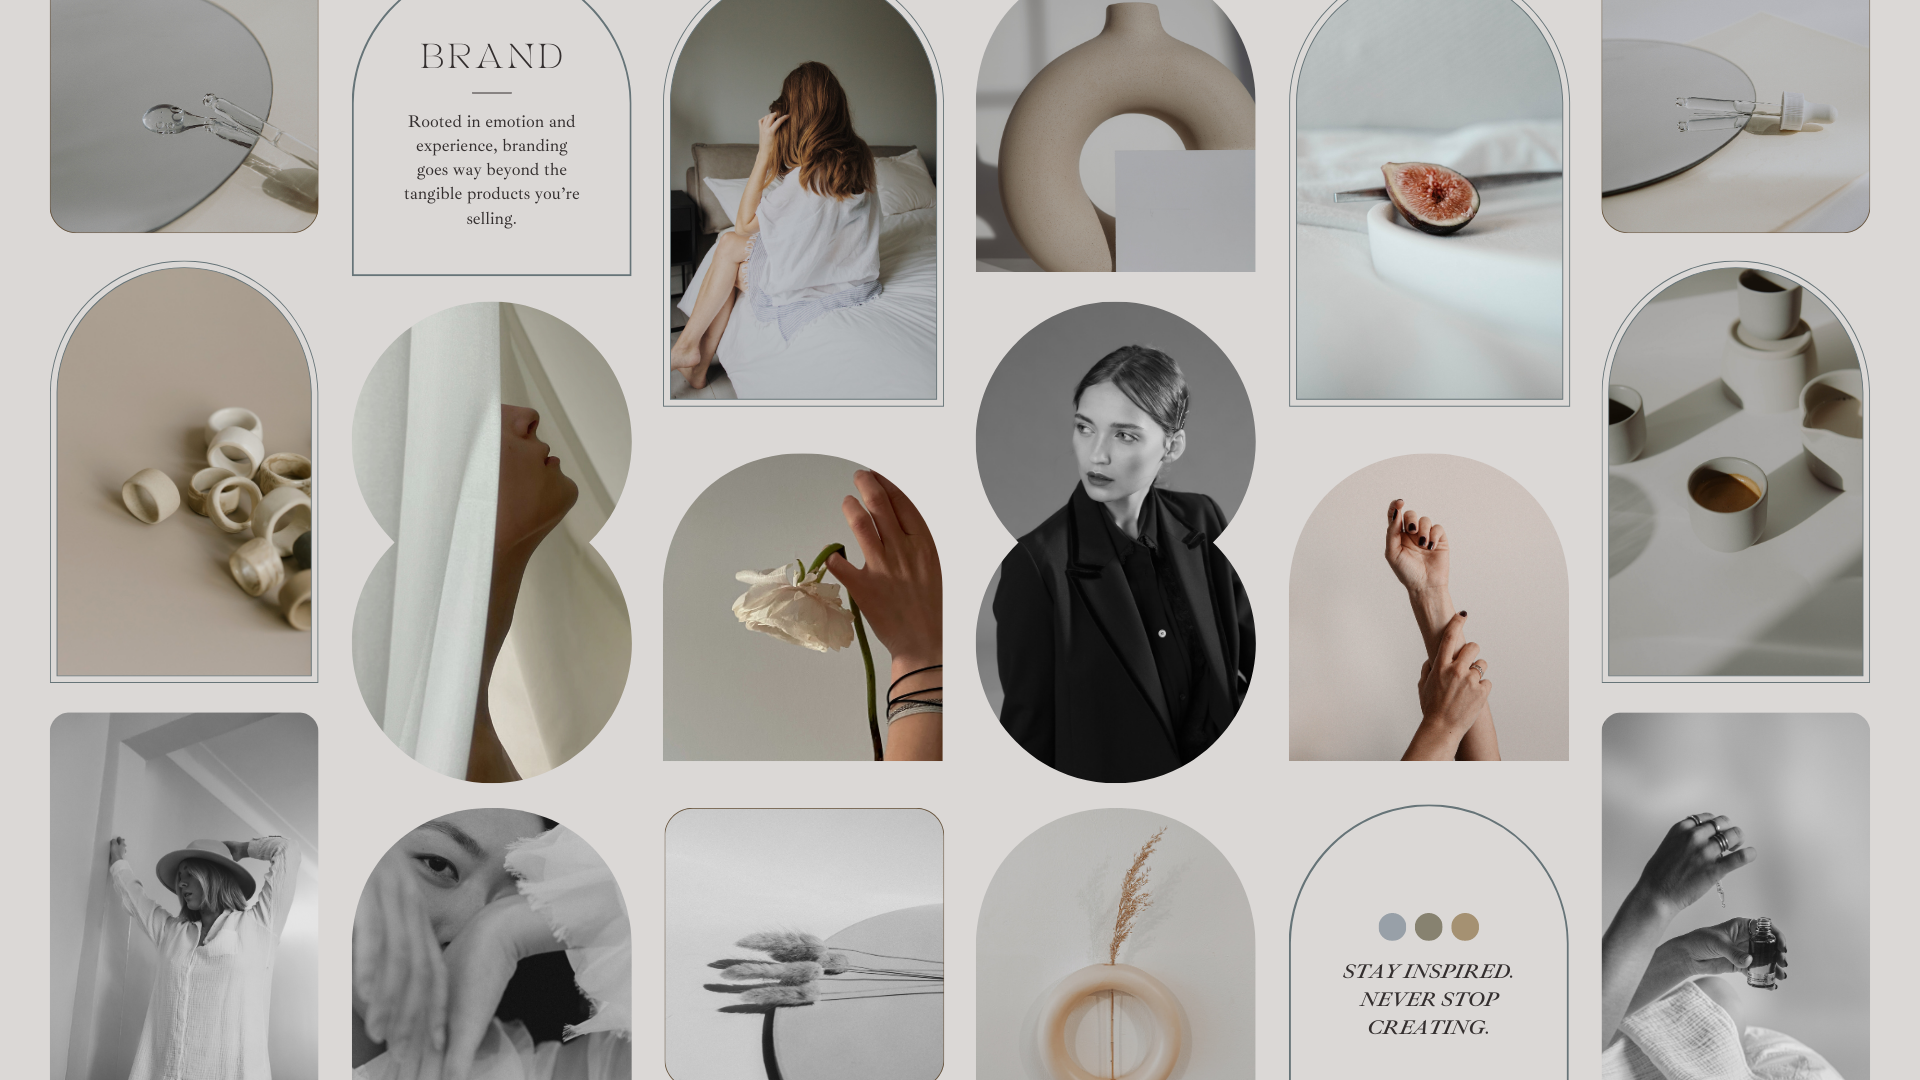 BRAND
Rooted in emotion and
experience, branding
goes way beyond the
tangible products you're
selling.
STAY INSPIRED.
NEVER STOP
CREATING.